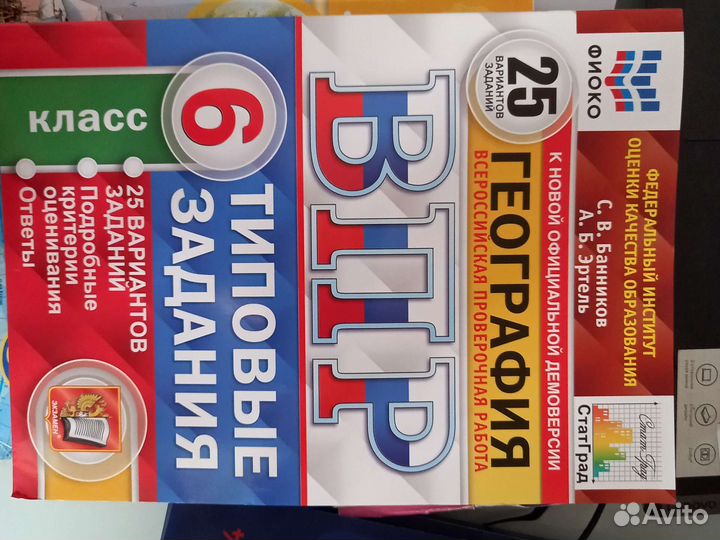 ФИОКО
ФЕДЕРАЛЬНЫЙ ИНСТИТУТ
ОЦЕНКИ КАЧЕСТВА ОБРАЗОВАНИЯ
С. В. Банников
А. Б. Эртель
СтатГрад
СтатГрад
К НОВОЙ ОФИЦИАЛЬНОЙ ДЕМОВЕРСИИ
25
ВАРИАНТОВ
ЗАДАНИЙ
ГЕОГРАФИЯ
ВСЕРОССИЙСКАЯ ПРОВЕРОЧНАЯ РАБОТА
ВПР
6
КЛАСС
ТИПОВЫЕ
ЗАДАНИЯ
25 ВАРИАНТОВ
ЗАДАНИЙ
Подробные
критерии
оценивания
Ответы
ЭКЗАМЕН®
Avito